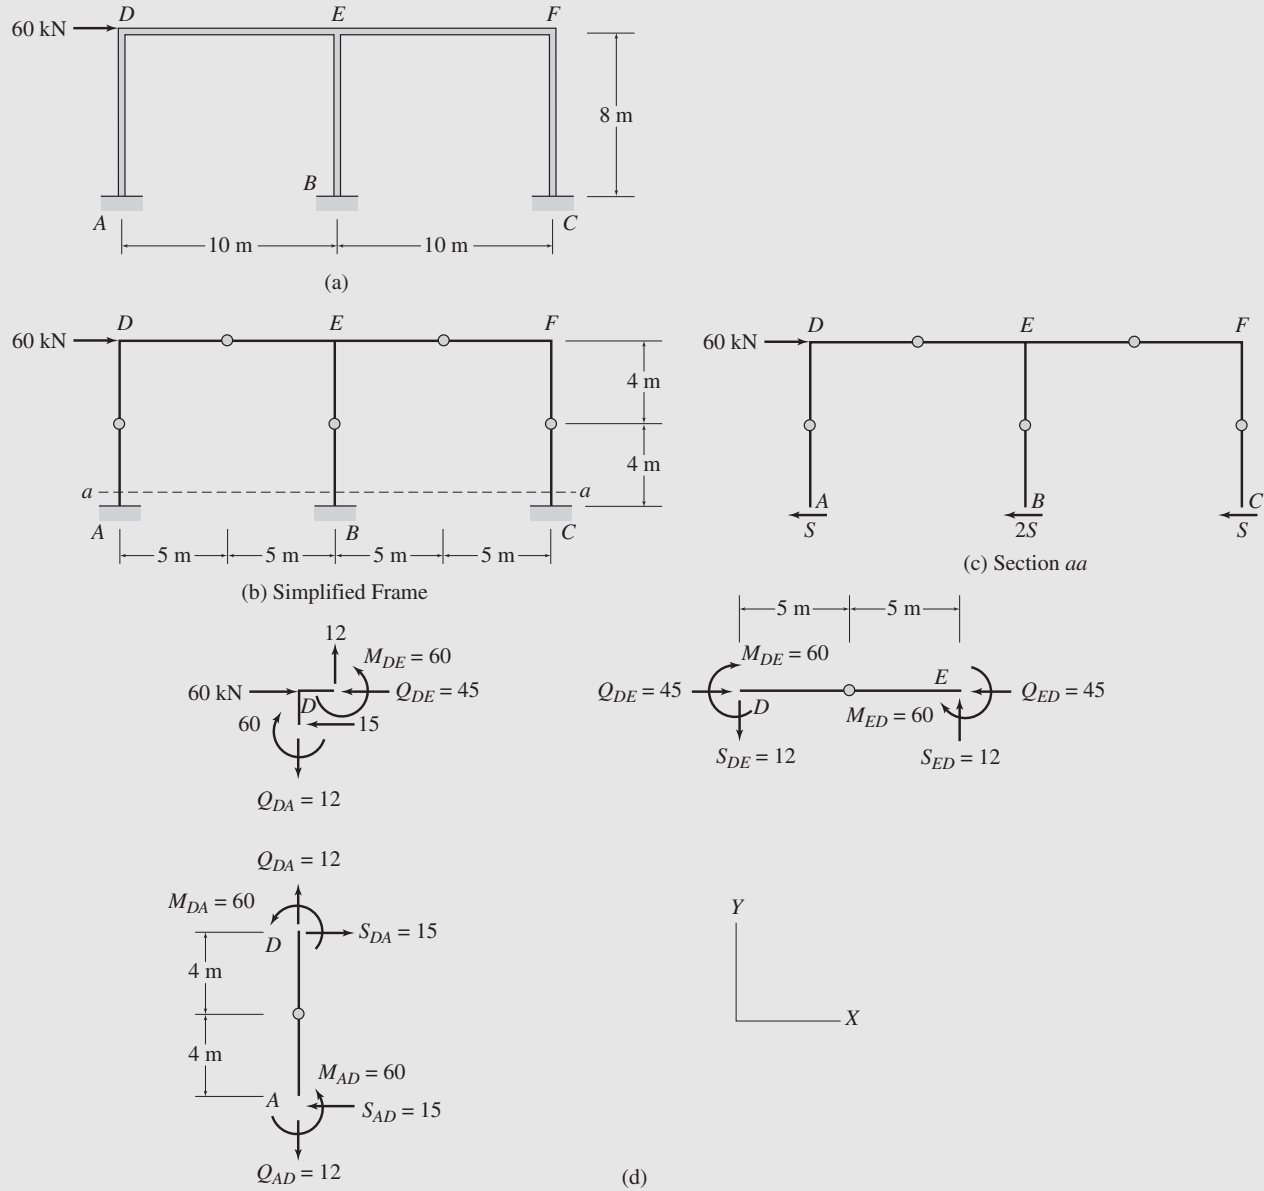 60 kN
D E F
8 m
B
A C
10 m 10 m
(a)
60 kN
D E F
4 m
4 m
a a
A B C
5 m 5 m 5 m 5 m
(b) Simplified Frame
60 kN
D E F
A B C
S 2S S
(c) Section aa
12
M_DE = 60
60 kN
Q_DE = 45
D
60
15
Q_DA = 12
5 m 5 m
M_DE = 60
Q_DE = 45
D
E
Q_ED = 45
M_ED = 60
S_DE = 12
S_ED = 12
Q_DA = 12
M_DA = 60
S_DA = 15
D
4 m
4 m
M_AD = 60
A
S_AD = 15
Q_AD = 12
Y
X
(d)